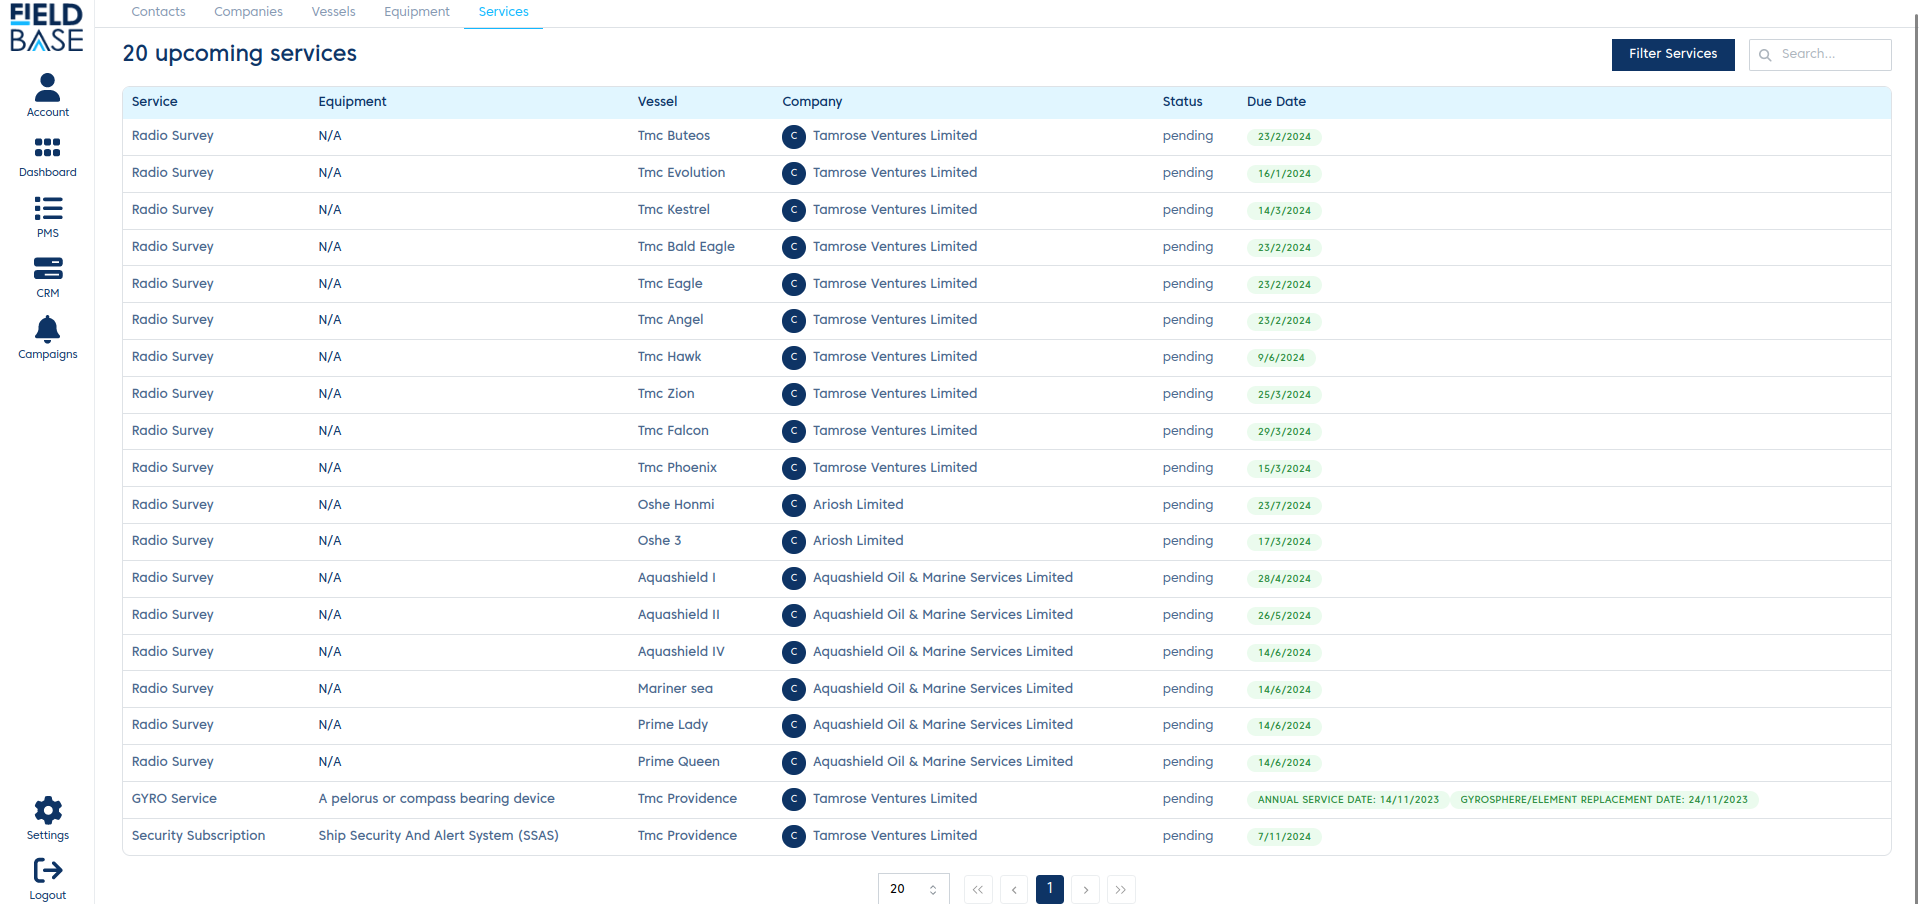 FIELD
BASE
Contacts Companies Vessels Equipment Services
20 upcoming services
Filter Services
Search...
Account
Dashboard
PMS
CRM
Campaigns
Settings
Logout
Service Equipment Vessel Company Status Due Date
Radio Survey N/A Tmc Buteos C Tamrose Ventures Limited pending 23/2/2024
Radio Survey N/A Tmc Evolution C Tamrose Ventures Limited pending 16/1/2024
Radio Survey N/A Tmc Kestrel C Tamrose Ventures Limited pending 14/3/2024
Radio Survey N/A Tmc Bald Eagle C Tamrose Ventures Limited pending 23/2/2024
Radio Survey N/A Tmc Eagle C Tamrose Ventures Limited pending 23/2/2024
Radio Survey N/A Tmc Angel C Tamrose Ventures Limited pending 23/2/2024
Radio Survey N/A Tmc Hawk C Tamrose Ventures Limited pending 9/6/2024
Radio Survey N/A Tmc Zion C Tamrose Ventures Limited pending 25/3/2024
Radio Survey N/A Tmc Falcon C Tamrose Ventures Limited pending 29/3/2024
Radio Survey N/A Tmc Phoenix C Tamrose Ventures Limited pending 15/3/2024
Radio Survey N/A Oshe Honmi C Ariosh Limited pending 23/7/2024
Radio Survey N/A Oshe 3 C Ariosh Limited pending 17/3/2024
Radio Survey N/A Aquashield I C Aquashield Oil & Marine Services Limited pending 28/4/2024
Radio Survey N/A Aquashield II C Aquashield Oil & Marine Services Limited pending 26/5/2024
Radio Survey N/A Aquashield IV C Aquashield Oil & Marine Services Limited pending 14/6/2024
Radio Survey N/A Mariner sea C Aquashield Oil & Marine Services Limited pending 14/6/2024
Radio Survey N/A Prime Lady C Aquashield Oil & Marine Services Limited pending 14/6/2024
Radio Survey N/A Prime Queen C Aquashield Oil & Marine Services Limited pending 14/6/2024
GYRO Service A pelorus or compass bearing device Tmc Providence C Tamrose Ventures Limited pending ANNUAL SERVICE DATE: 14/11/2023 GYROSPHERE/ELEMENT REPLACEMENT DATE: 24/11/2023
Security Subscription Ship Security And Alert System (SSAS) Tmc Providence C Tamrose Ventures Limited pending 7/11/2024
20 << < 1 > >>